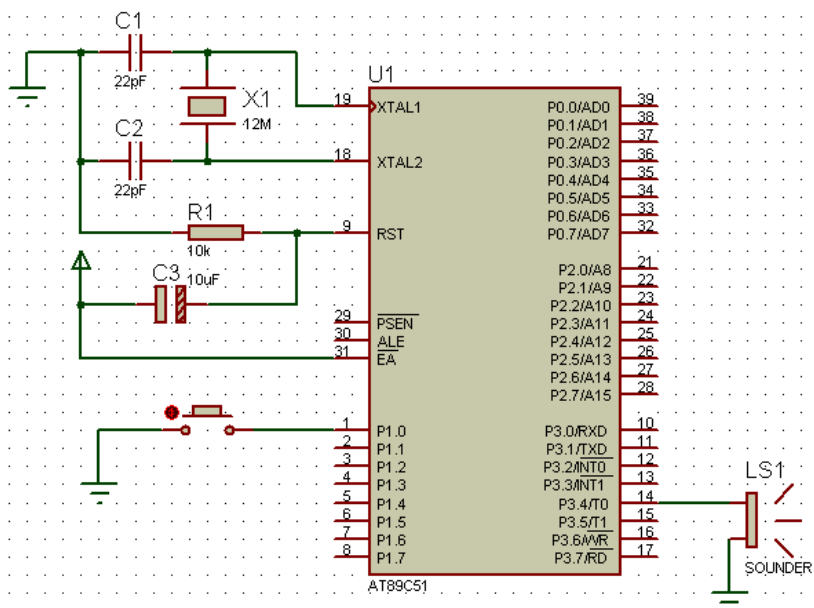 C1
22pF
X1
12M
C2
22pF
R1
10k
C3
10uF
U1
19
XTAL1
18
XTAL2
9
RST
29
PSEN
30
ALE
31
EA
1
P1.0
2
P1.1
3
P1.2
4
P1.3
5
P1.4
6
P1.5
7
P1.6
8
P1.7
P0.0/AD0
39
P0.1/AD1
38
P0.2/AD2
37
P0.3/AD3
36
P0.4/AD4
35
P0.5/AD5
34
P0.6/AD6
33
P0.7/AD7
32
P2.0/A8
21
P2.1/A9
22
P2.2/A10
23
P2.3/A11
24
P2.4/A12
25
P2.5/A13
26
P2.6/A14
27
P2.7/A15
28
P3.0/RXD
10
P3.1/TXD
11
P3.2/INT0
12
P3.3/INT1
13
P3.4/T0
14
P3.5/T1
15
P3.6/WR
16
P3.7/RD
17
AT89C51
LS1
SOUNDER